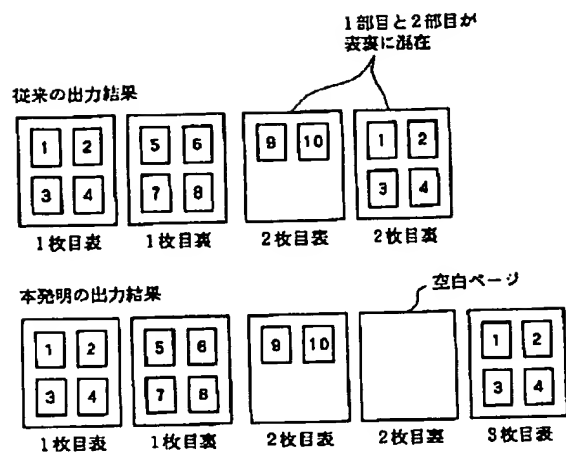 1部目と2部目が
表裏に混在
従来の出力結果
1 2 5 6 9 10 1 2
3 4 7 8 3 4
1枚目表 1枚目裏 2枚目表 2枚目裏
本発明の出力結果
空白ページ
1 2 5 6 9 10 1 2
3 4 7 8 3 4
1枚目表 1枚目裏 2枚目表 2枚目裏 3枚目表